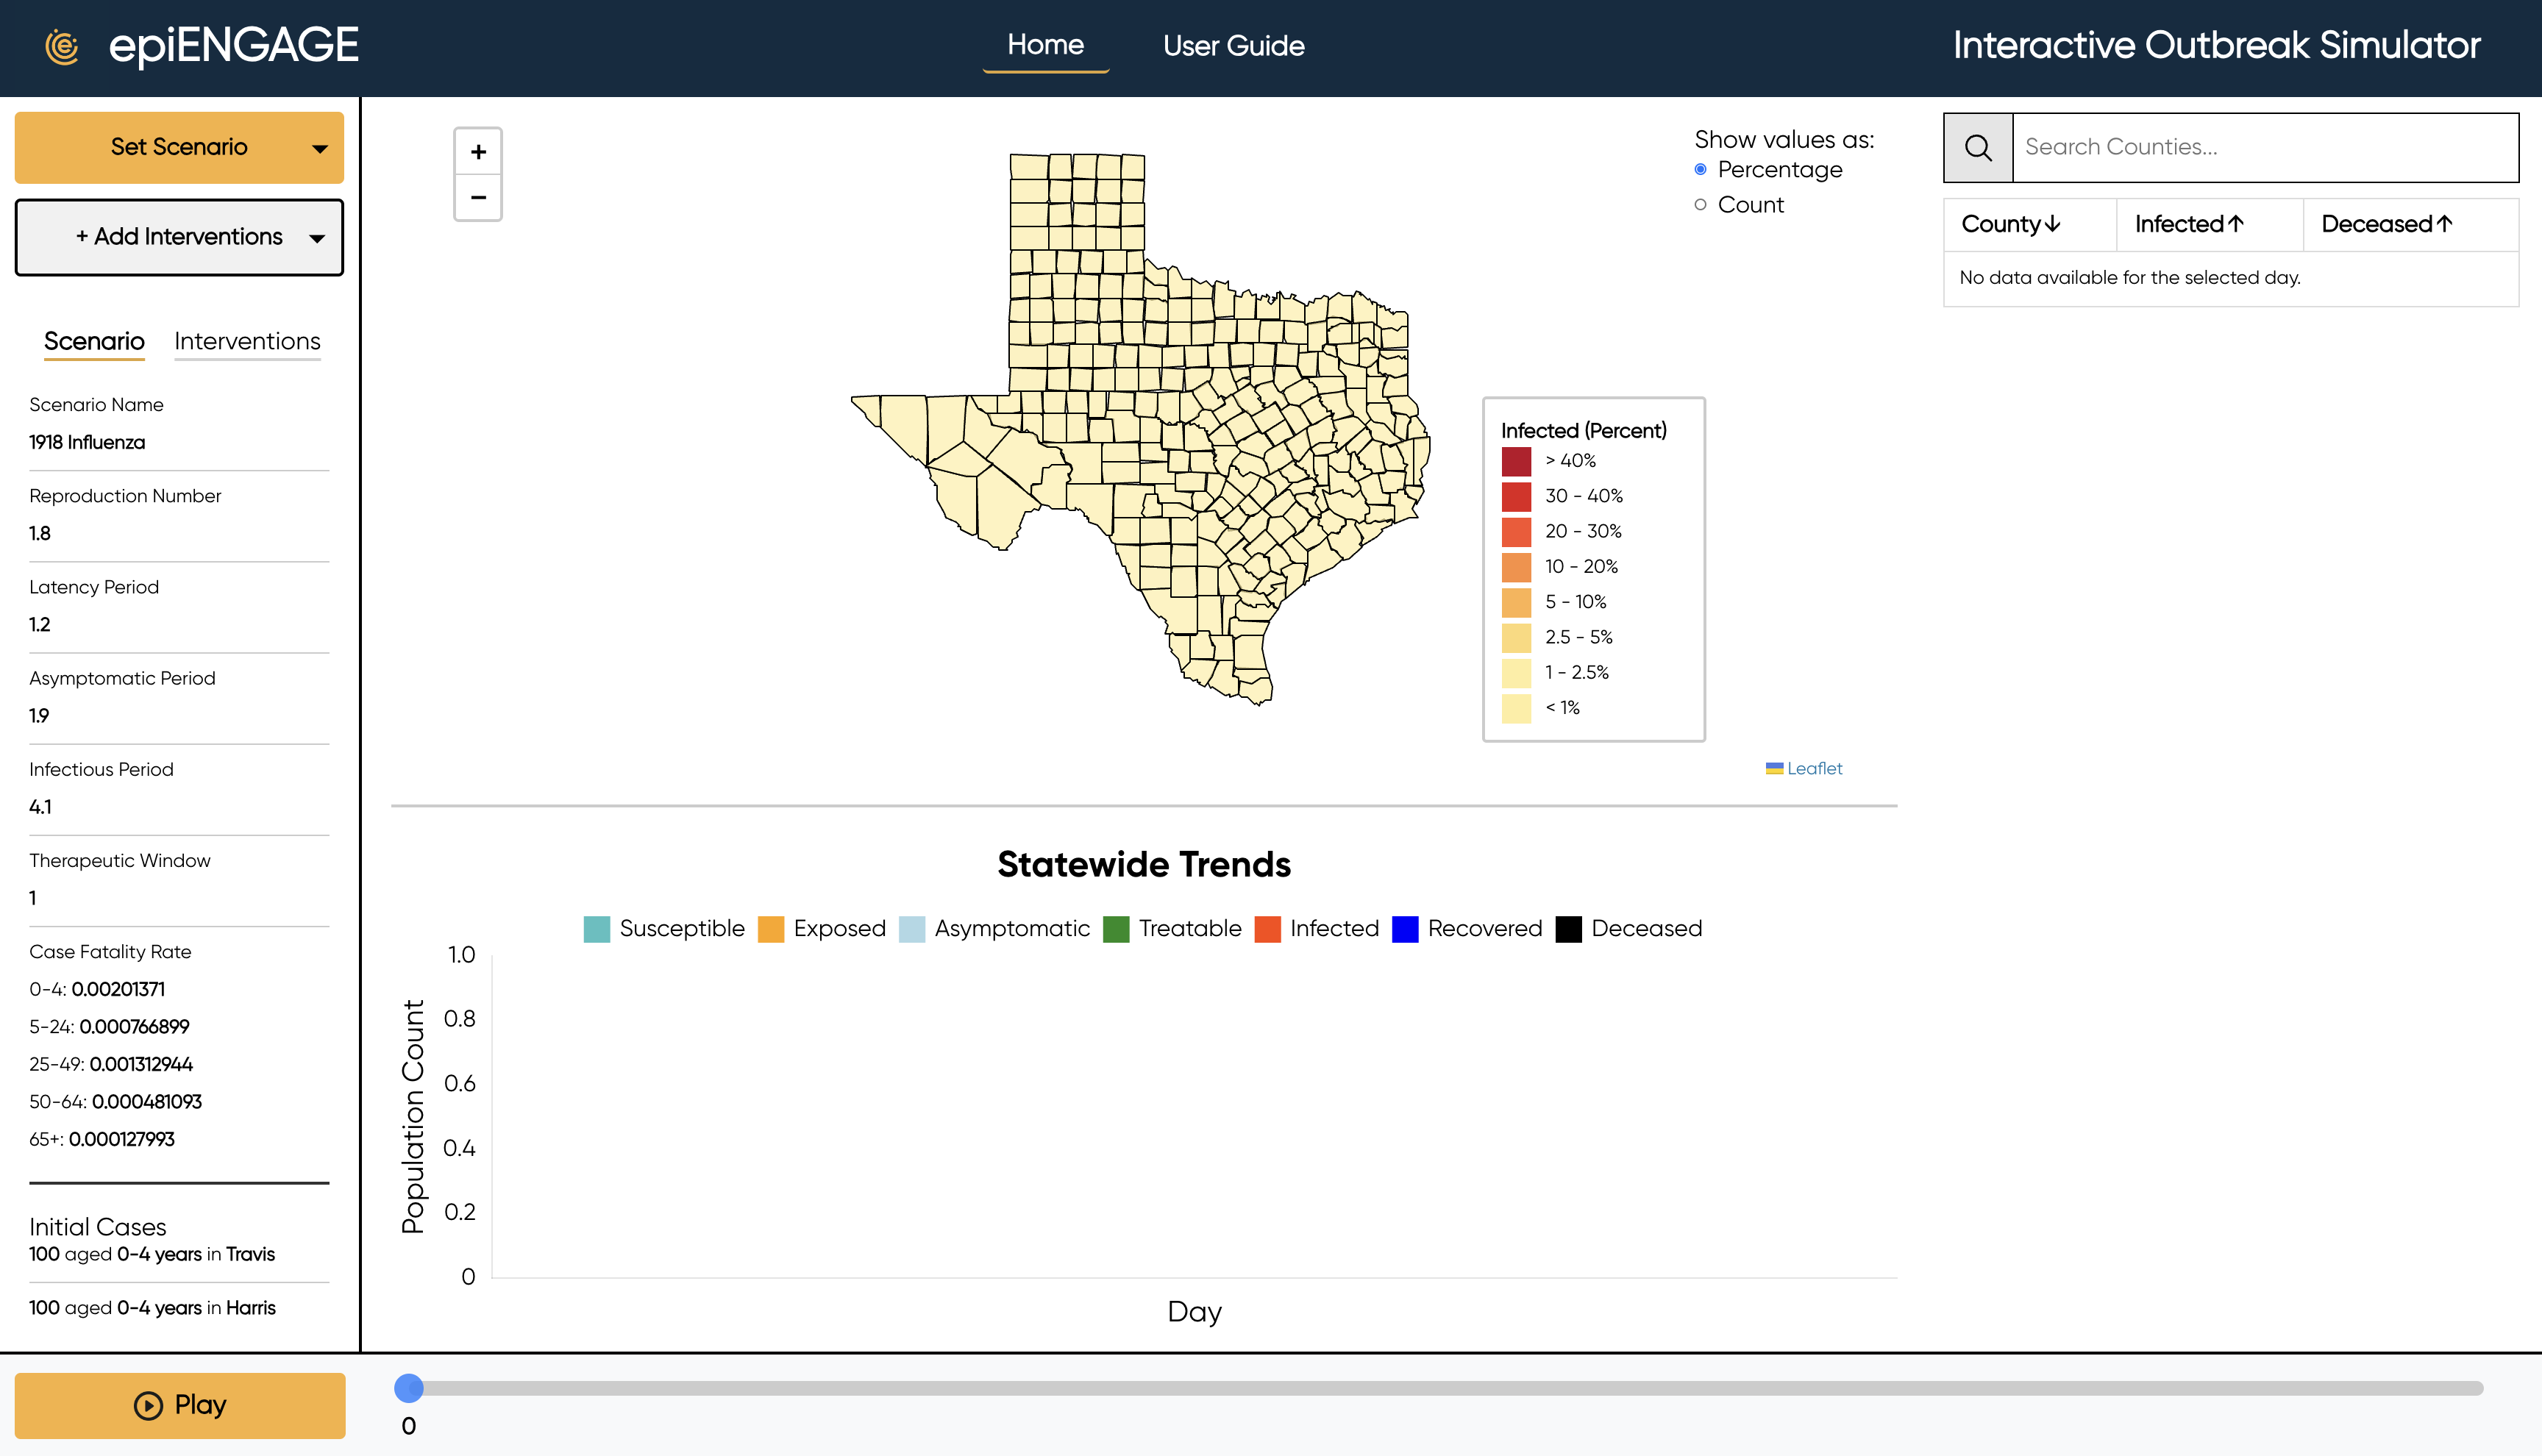 epiENGAGE
Home
User Guide
Interactive Outbreak Simulator
Set Scenario
+ Add Interventions
Scenario
Interventions
Scenario Name
1918 Influenza
Reproduction Number
1.8
Latency Period
1.2
Asymptomatic Period
1.9
Infectious Period
4.1
Therapeutic Window
1
Case Fatality Rate
0-4: 0.00201371
5-24: 0.000766899
25-49: 0.001312944
50-64: 0.000481093
65+: 0.000127993
Initial Cases
100 aged 0-4 years in Travis
100 aged 0-4 years in Harris
+
−
Show values as:
Percentage
Count
Infected (Percent)
> 40%
30 - 40%
20 - 30%
10 - 20%
5 - 10%
2.5 - 5%
1 - 2.5%
< 1%
Leaflet
Statewide Trends
Susceptible Exposed Asymptomatic Treatable Infected Recovered Deceased
Population Count
1.0
0.8
0.6
0.4
0.2
0
Day
Search Counties...
County↓ Infected↑ Deceased↑
No data available for the selected day.
Play
0